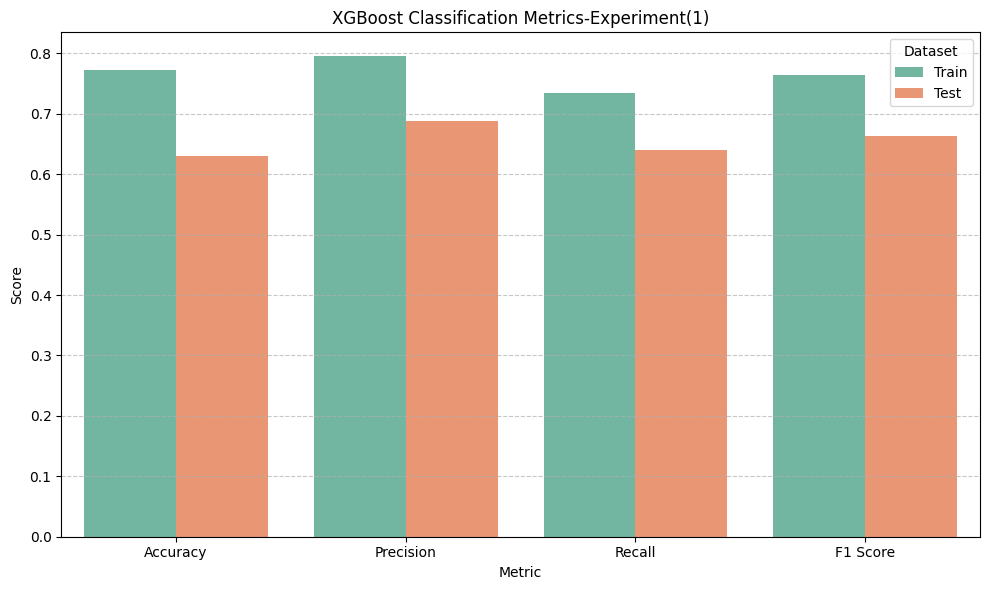 XGBoost Classification Metrics-Experiment(1)
Dataset
Train
Test
Score
0.8
0.7
0.6
0.5
0.4
0.3
0.2
0.1
0.0
Accuracy Precision Recall F1 Score
Metric